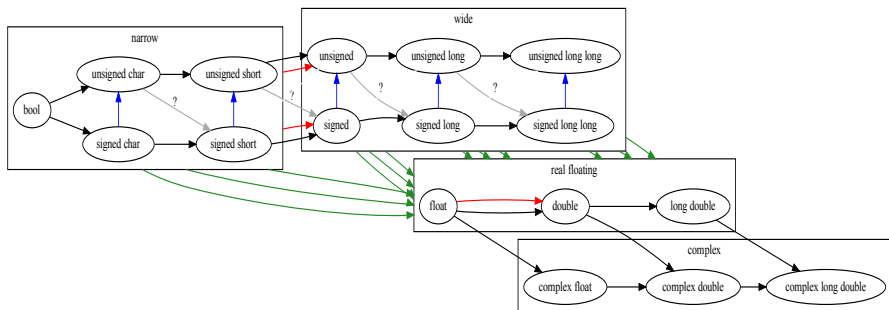 narrow
wide
unsigned char
unsigned short
unsigned
unsigned long
unsigned long long
?
?
?
?
bool
signed char
signed short
signed
signed long
signed long long
real floating
float
double
long double
complex
complex float
complex double
complex long double